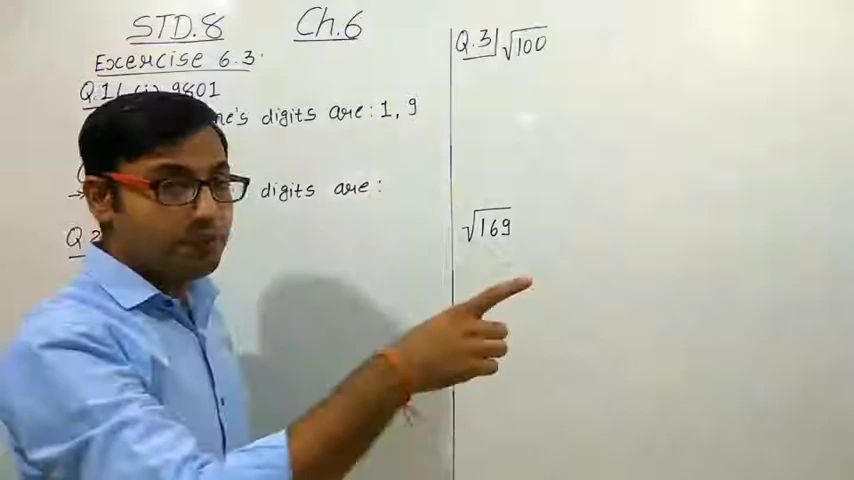 STD.8 Ch.6
Exercise 6.3
Q.1| (i) 9801
digits are: 1, 9
digits are:
Q
Q.3| √100
√169